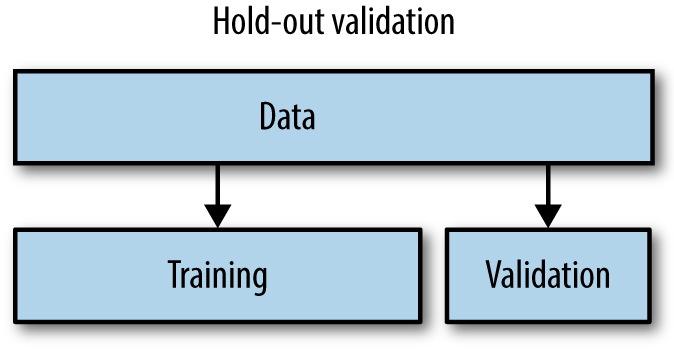 Hold-out validation
Data
Training
Validation